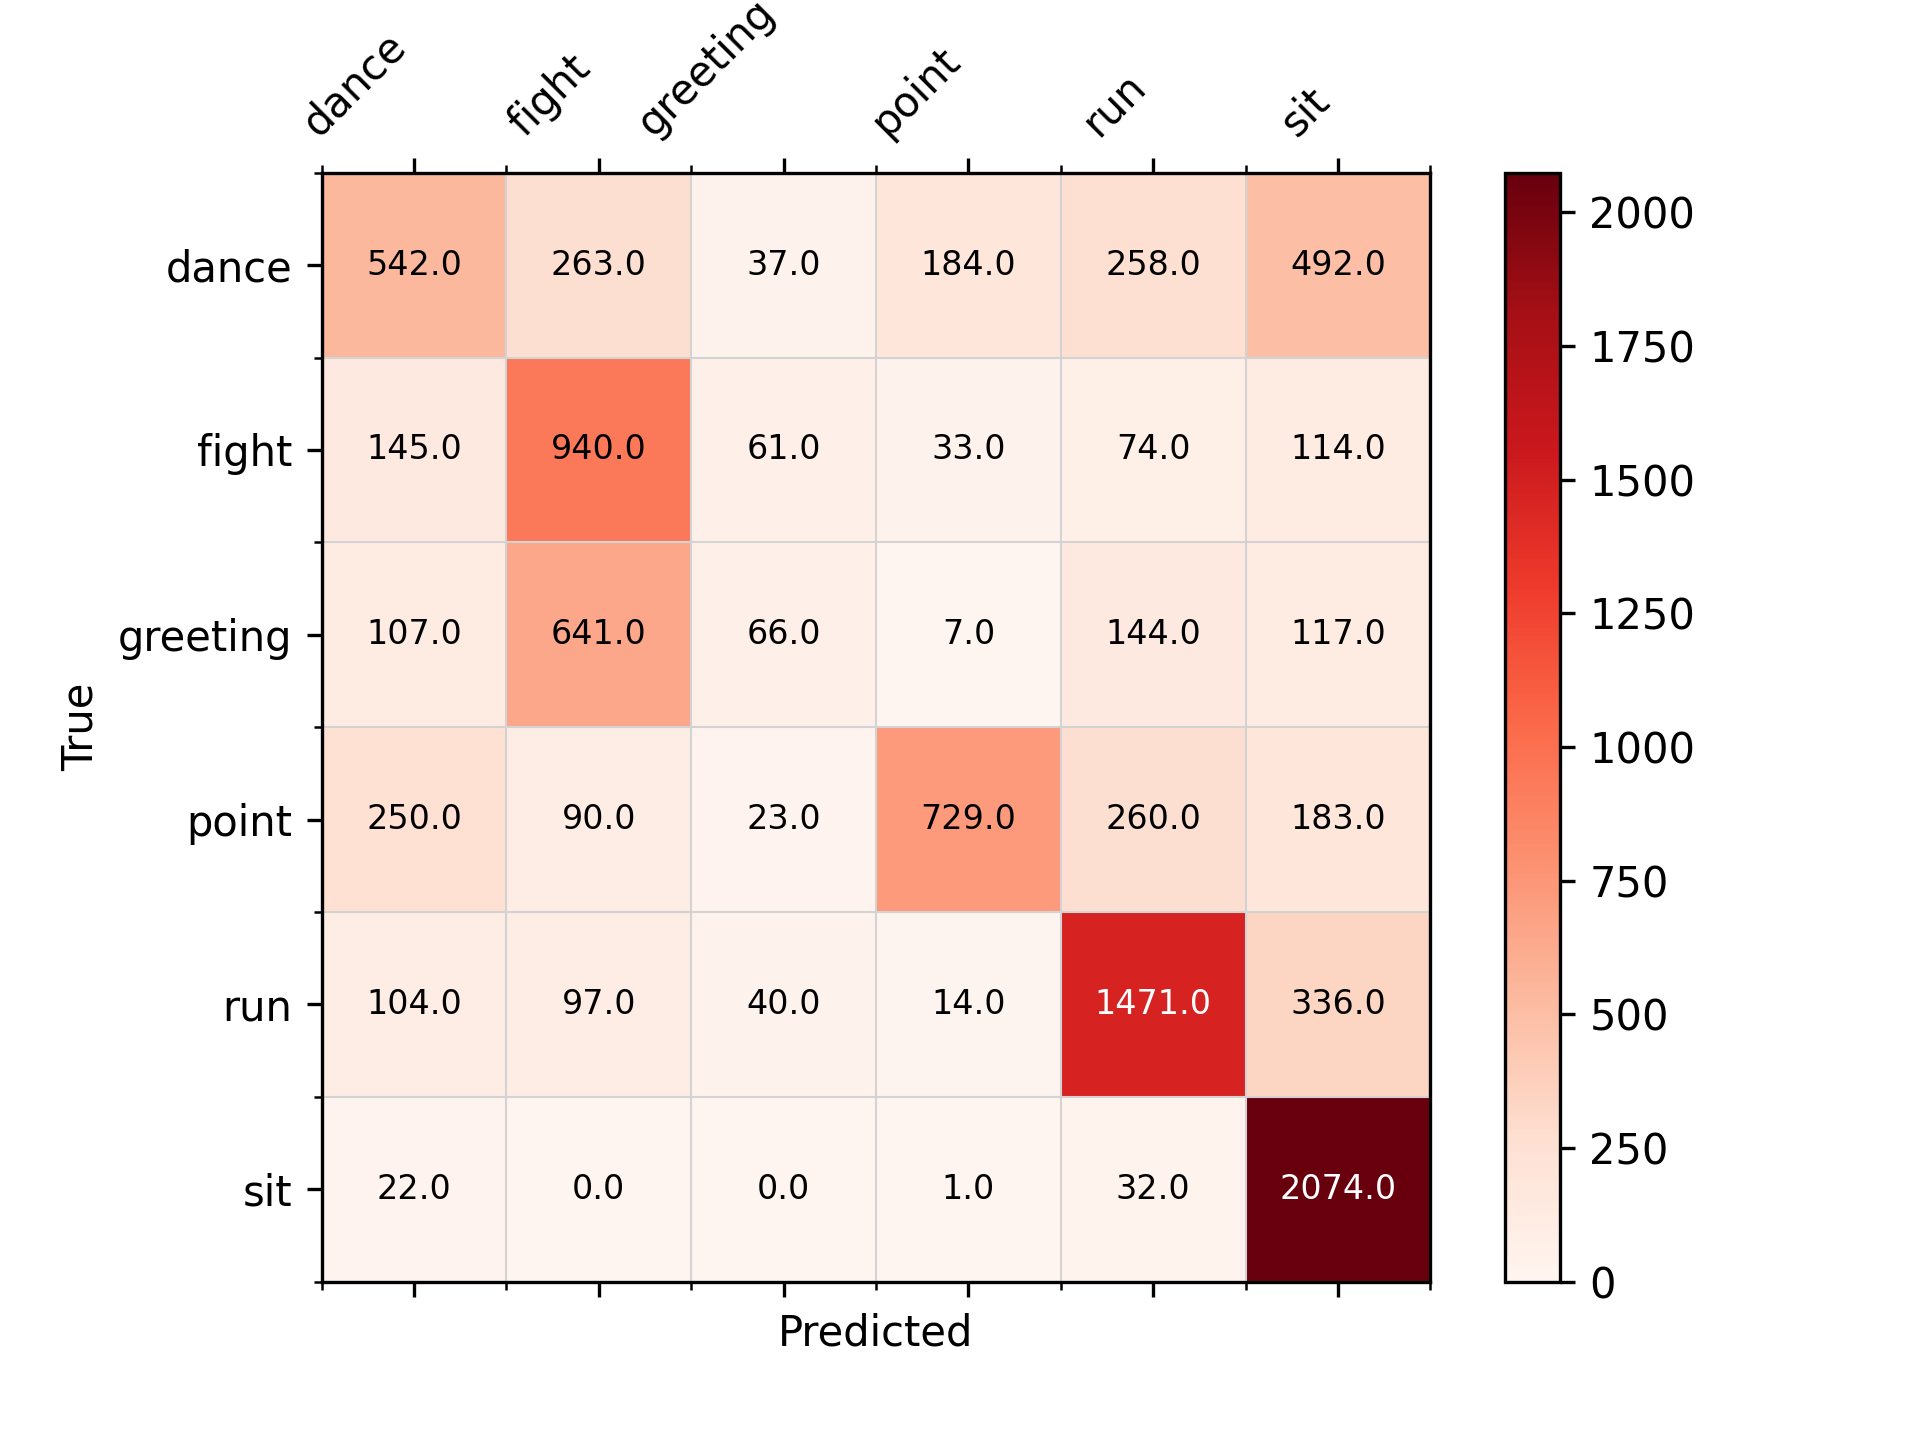 dance fight greeting point run sit
dance 542.0 263.0 37.0 184.0 258.0 492.0
fight 145.0 940.0 61.0 33.0 74.0 114.0
greeting 107.0 641.0 66.0 7.0 144.0 117.0
point 250.0 90.0 23.0 729.0 260.0 183.0
run 104.0 97.0 40.0 14.0 1471.0 336.0
sit 22.0 0.0 0.0 1.0 32.0 2074.0
True
Predicted
2000
1750
1500
1250
1000
750
500
250
0